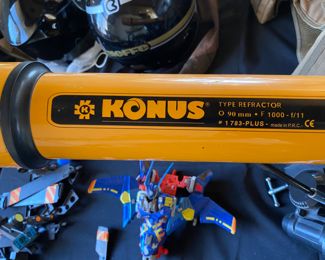 KONUS®
TYPE REFRACTOR
O 90 mm • F 1000 - f/11
# 1783-PLUS - made in P.R.C. CE